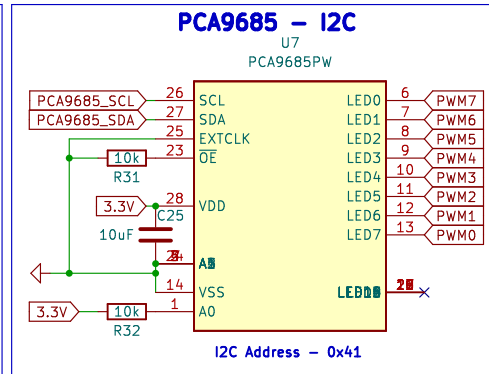 PCA9685 - I2C
U7
PCA9685PW
PCA9685_SCL 26 SCL LED0 6 PWM7
PCA9685_SDA 27 SDA LED1 7 PWM6
25 EXTCLK LED2 8 PWM5
10k 23 OE LED3 9 PWM4
R31 LED4 10 PWM3
3.3V 28 VDD LED5 11 PWM2
C25 LED6 12 PWM1
10uF LED7 13 PWM0
14 VSS
3.3V 10k 1 A0
R32
I2C Address - 0x41